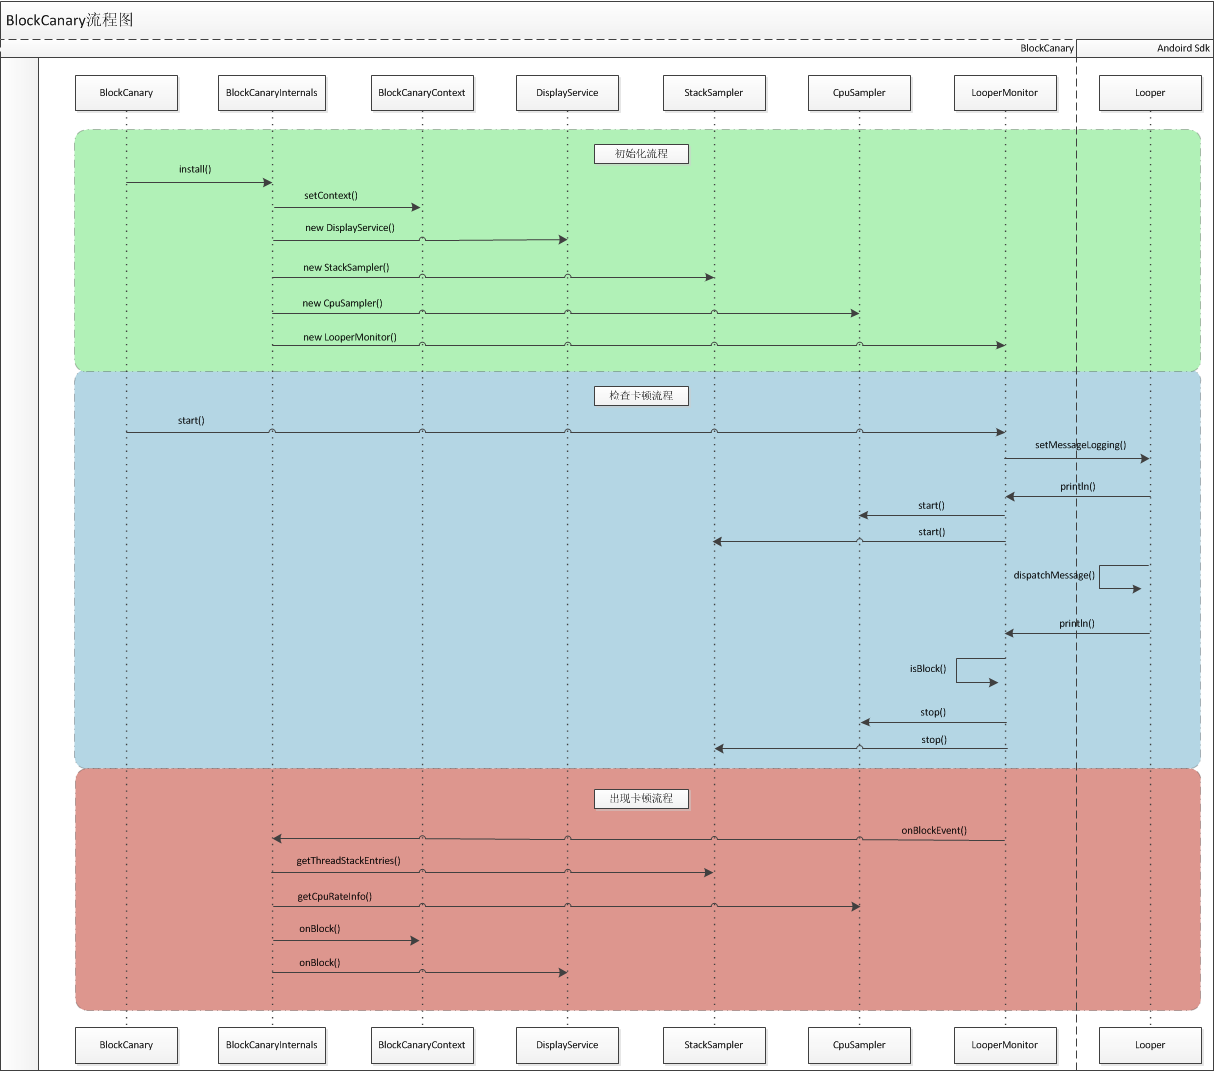 BlockCanary流程图
BlockCanary
Andoird Sdk
BlockCanary
BlockCanaryInternals
BlockCanaryContext
DisplayService
StackSampler
CpuSampler
LooperMonitor
Looper
初始化流程
install()
setContext()
new DisplayService()
new StackSampler()
new CpuSampler()
new LooperMonitor()
检查卡顿流程
start()
setMessageLogging()
println()
start()
start()
dispatchMessage()
println()
isBlock()
stop()
stop()
出现卡顿流程
onBlockEvent()
getThreadStackEntries()
getCpuRateInfo()
onBlock()
onBlock()
BlockCanary
BlockCanaryInternals
BlockCanaryContext
DisplayService
StackSampler
CpuSampler
LooperMonitor
Looper